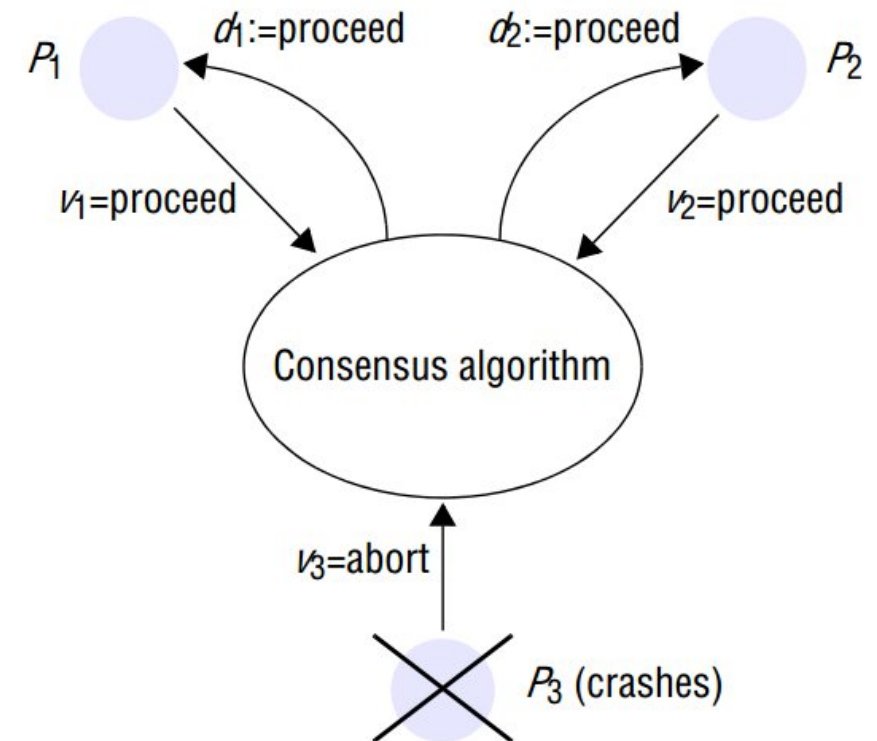 d1:=proceed
d2:=proceed
P1
P2
v1=proceed
v2=proceed
Consensus algorithm
v3=abort
P3 (crashes)